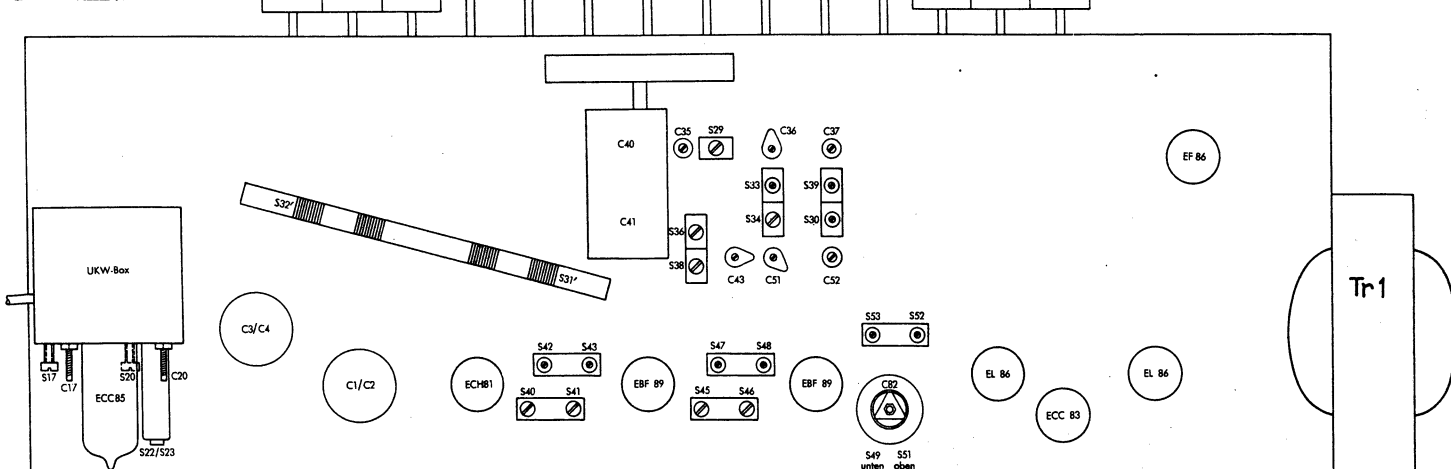 C35 S29 C36 C37
C40
EF 86
S33 S39
S32'
C41 S34 S30
S36
UKW-Box
S38
S31'
C43 C51 C52
Tr1
C3/C4
S53 S52
S42 S43 S47 S48
S17 C17 S20 C20
C1/C2 ECH81 EBF 89 EBF 89 C82 EL 86 EL 86
ECC85
S40 S41 S45 S46
ECC 83
S22/S23
S49 S51
unten oben